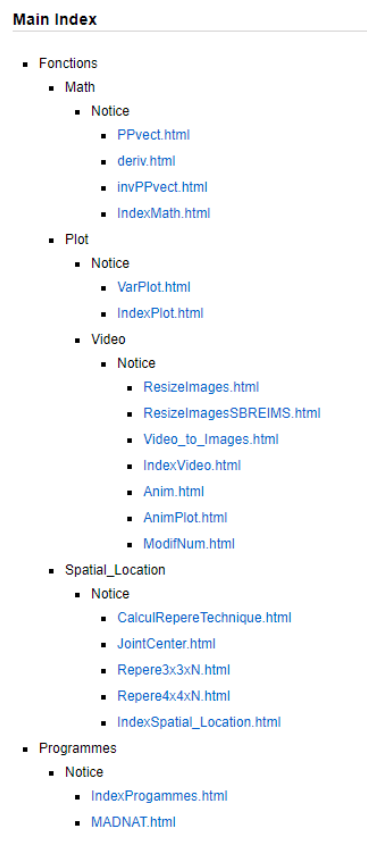 Main Index
Fonctions
Math
Notice
PPvect.html
deriv.html
invPPvect.html
IndexMath.html
Plot
Notice
VarPlot.html
IndexPlot.html
Video
Notice
ResizeImages.html
ResizeImagesSBREIMS.html
Video_to_Images.html
IndexVideo.html
Anim.html
AnimPlot.html
ModifNum.html
Spatial_Location
Notice
CalculRepereTechnique.html
JointCenter.html
Repere3x3xN.html
Repere4x4xN.html
IndexSpatial_Location.html
Programmes
Notice
IndexProgammes.html
MADNAT.html